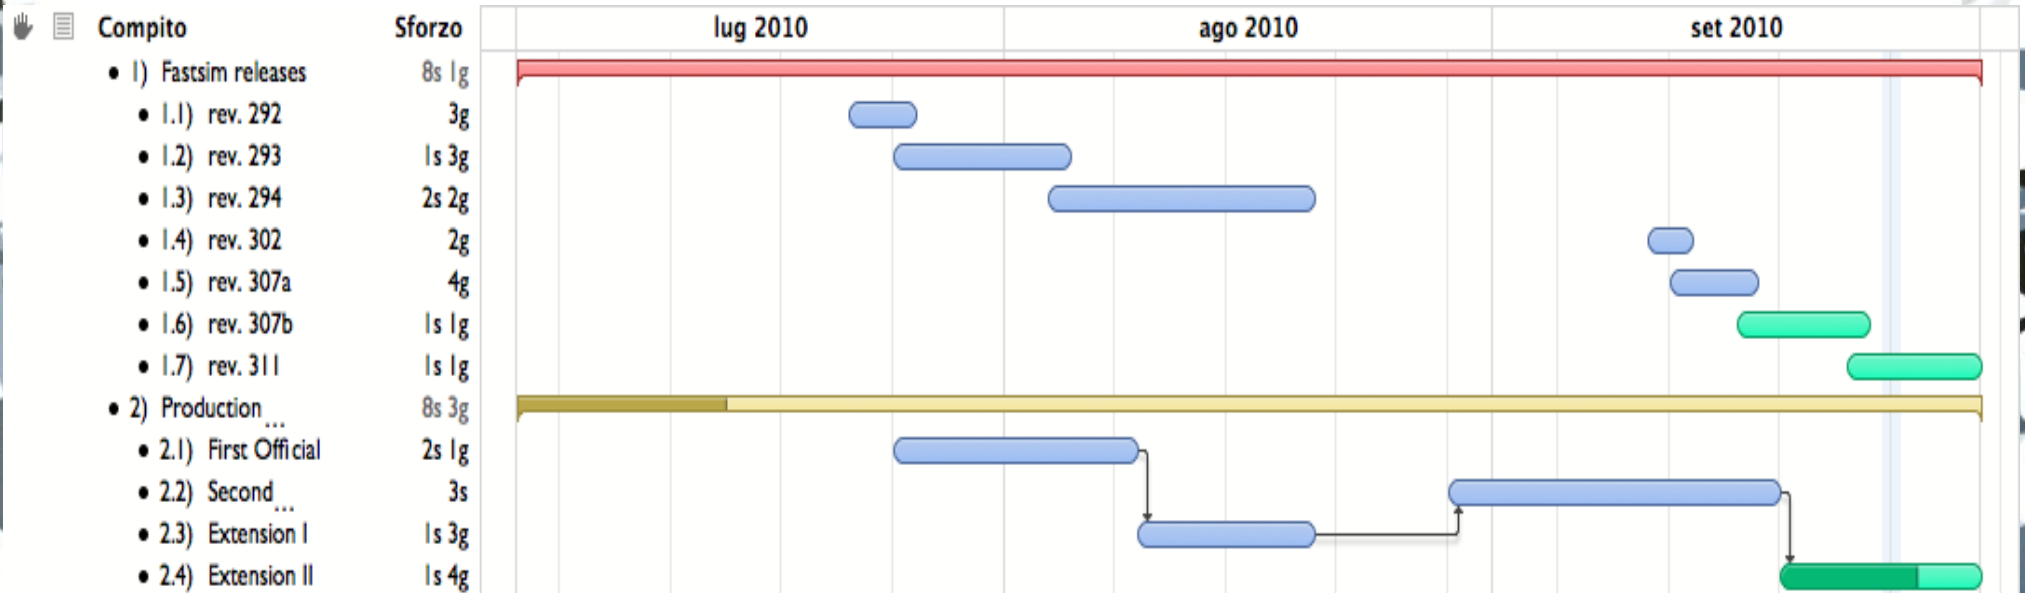 Compito Sforzo lug 2010 ago 2010 set 2010
• 1) Fastsim releases 8s 1g
• 1.1) rev. 292 3g
• 1.2) rev. 293 1s 3g
• 1.3) rev. 294 2s 2g
• 1.4) rev. 302 2g
• 1.5) rev. 307a 4g
• 1.6) rev. 307b 1s 1g
• 1.7) rev. 311 1s 1g
• 2) Production... 8s 3g
• 2.1) First Official 2s 1g
• 2.2) Second... 3s
• 2.3) Extension I 1s 3g
• 2.4) Extension II 1s 4g